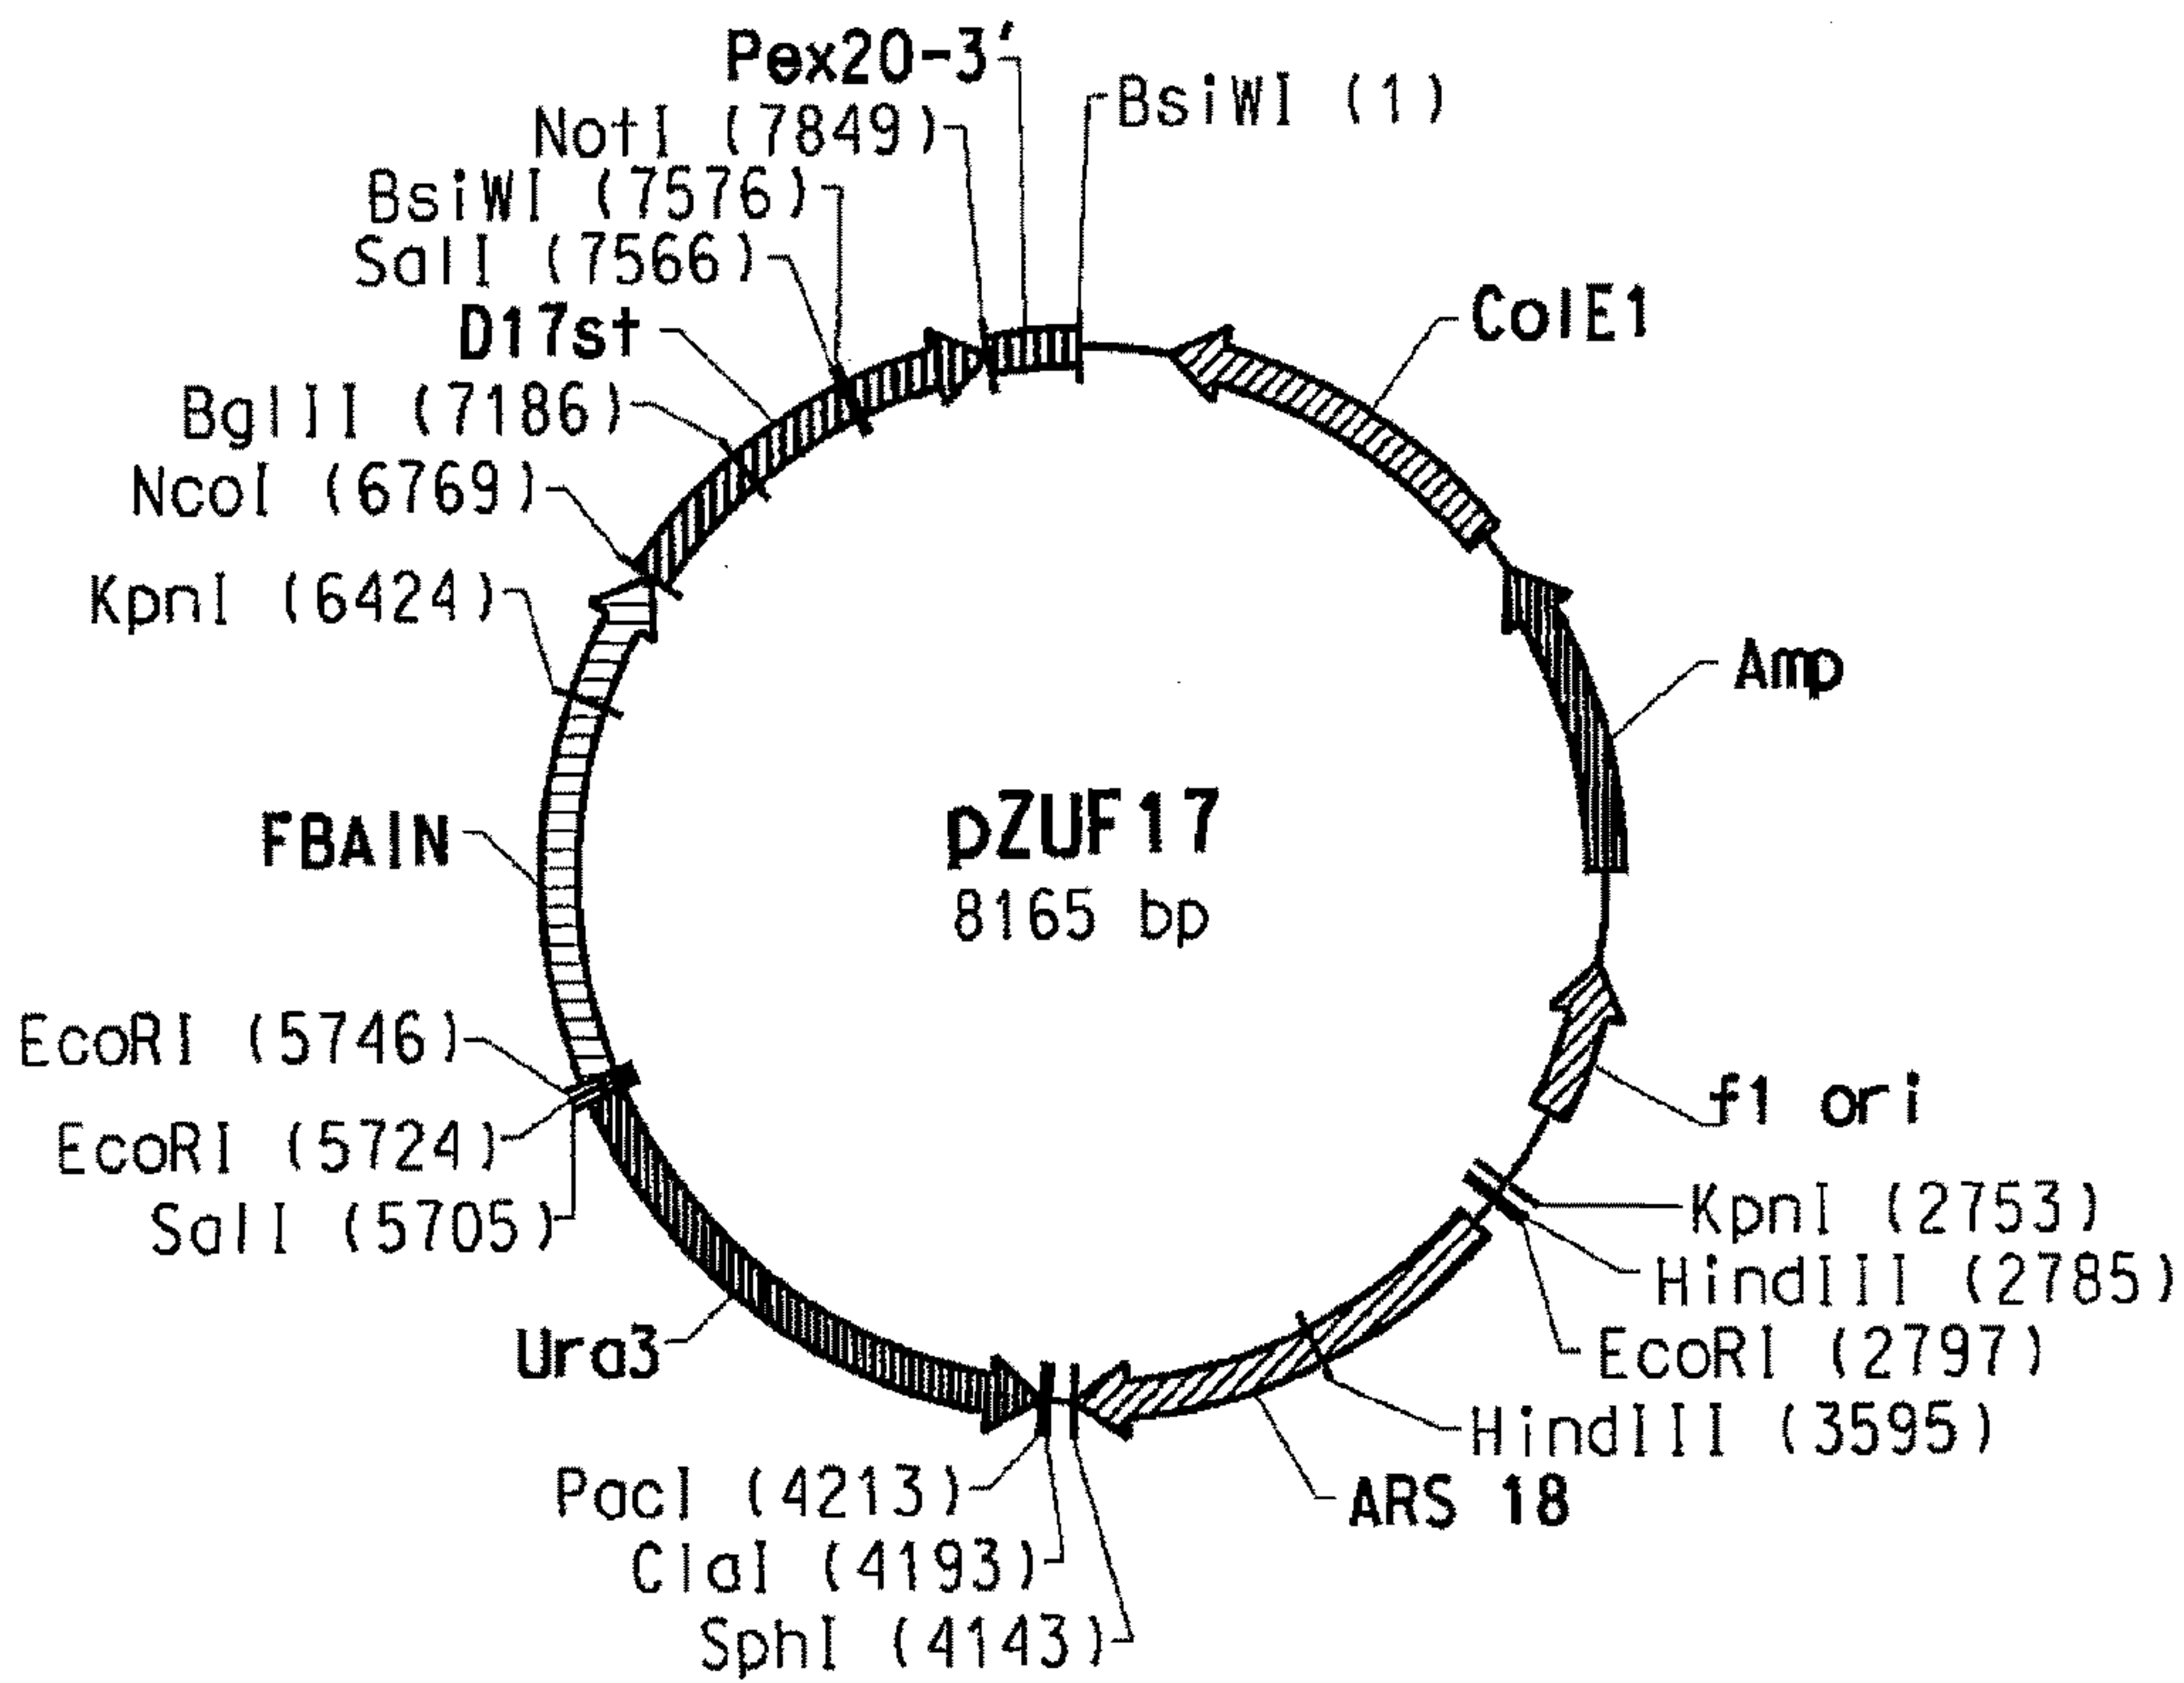 Pex20-3'
BsiWI (1)
NotI (7849)
BsiWI (7576)
SalI (7566)
D17st
ColE1
BglII (7186)
NcoI (6769)
KpnI (6424)
Amp
pZUF17
8165 bp
FBAIN
EcoRI (5746)
EcoRI (5724)
SalI (5705)
f1 ori
KpnI (2753)
HindIII (2785)
EcoRI (2797)
HindIII (3595)
Ura3
ARS 18
PacI (4213)
ClaI (4193)
SphI (4143)